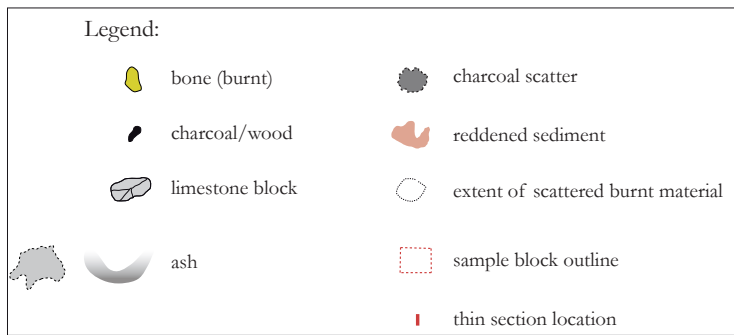 Legend:
bone (burnt)
charcoal/wood
limestone block
ash
charcoal scatter
reddened sediment
extent of scattered burnt material
sample block outline
thin section location